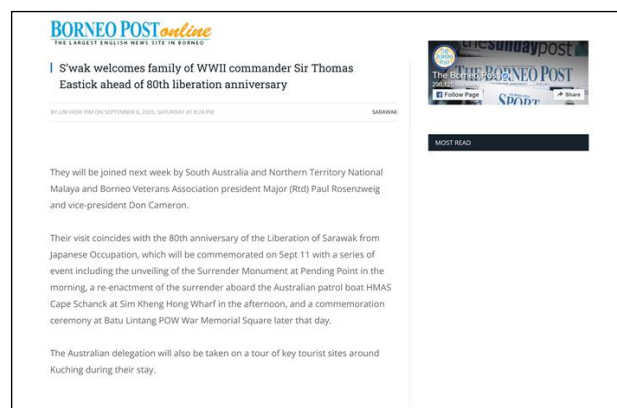 BORNEO POST online
THE LARGEST ENGLISH NEWS SITE IN BORNEO
S'wak welcomes family of WWII commander Sir Thomas
Eastick ahead of 80th liberation anniversary
BY LIM HOW PIM ON SEPTEMBER 6, 2025, SATURDAY AT 8:24 PM
SARAWAK
They will be joined next week by South Australia and Northern Territory National
Malaya and Borneo Veterans Association president Major (Rtd) Paul Rosenzweig
and vice-president Don Cameron.
Their visit coincides with the 80th anniversary of the Liberation of Sarawak from
Japanese Occupation, which will be commemorated on Sept 11 with a series of
event including the unveiling of the Surrender Monument at Pending Point in the
morning, a re-enactment of the surrender aboard the Australian patrol boat HMAS
Cape Schanck at Sim Kheng Hong Wharf in the afternoon, and a commemoration
ceremony at Batu Lintang POW War Memorial Square later that day.
The Australian delegation will also be taken on a tour of key tourist sites around
Kuching during their stay.
thesundaypost
The Borneo Post
THE BORNEO POST
Follow Page
Share
SPORT
MOST READ